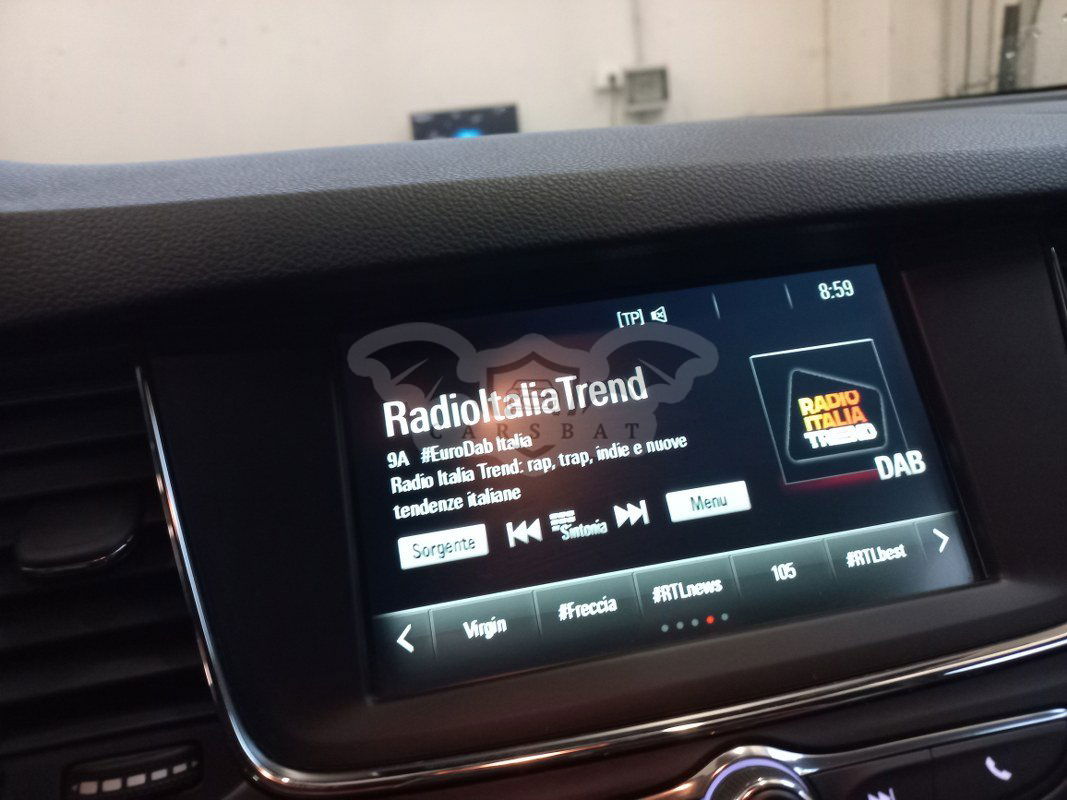 [TP]
8:59
RadioItaliaTrend
CARSBAT
9A #EuroDab Italia
Radio Italia Trend: rap, trap, indie e nuove
tendenze italiane
RADIO
ITALIA
TREND
DAB
Sorgente
Sintonia
Menu
Virgin
#Freccia
#RTLnews
105
#RTLbest